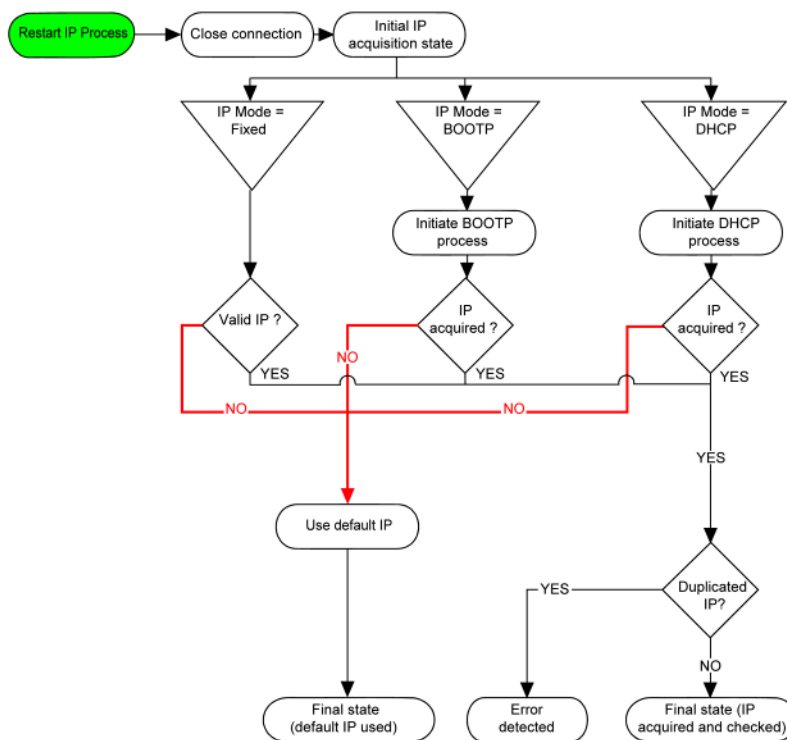 Restart IP Process
Close connection
Initial IP
acquisition state
IP Mode =
Fixed
IP Mode =
BOOTP
IP Mode =
DHCP
Initiate BOOTP
process
Initiate DHCP
process
Valid IP ?
IP
acquired ?
IP
acquired ?
NO
YES
YES
YES
NO
NO
YES
Use default IP
YES
Duplicated
IP?
NO
Final state
(default IP used)
Error
detected
Final state (IP
acquired and checked)